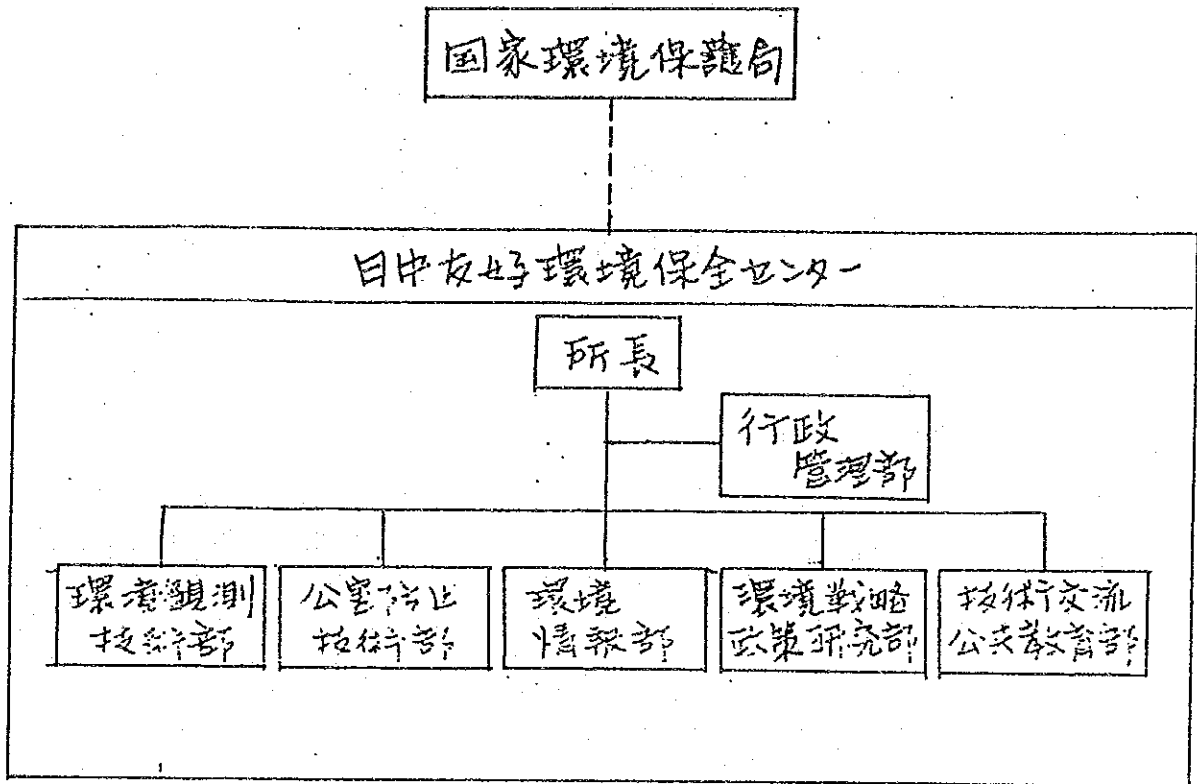 国家環境保護局
日中友好環境保全センター
所長
行政
管理部
環境観測
技術部
公害防止
技術部
環境
情報部
環境戦略
政策研究部
技術交流
公共教育部